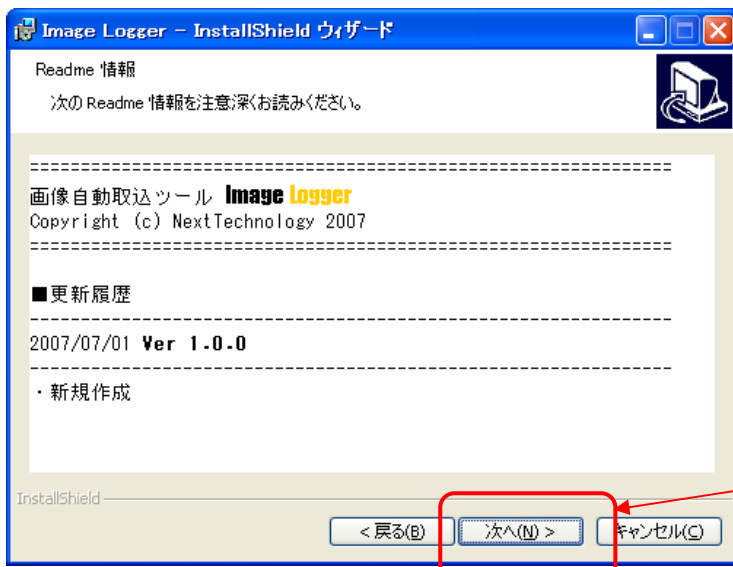 Image Logger - InstallShield ウィザード
Readme 情報
次の Readme 情報を注意深くお読みください。
===============================================================
画像自動取込ツール Image Logger
Copyright (c) NextTechnology 2007
===============================================================
■更新履歴
---------------------------------------------------------------
2007/07/01 Ver 1.0.0
---------------------------------------------------------------
・新規作成
InstallShield
< 戻る(B) 次へ(N) > キャンセル(C)